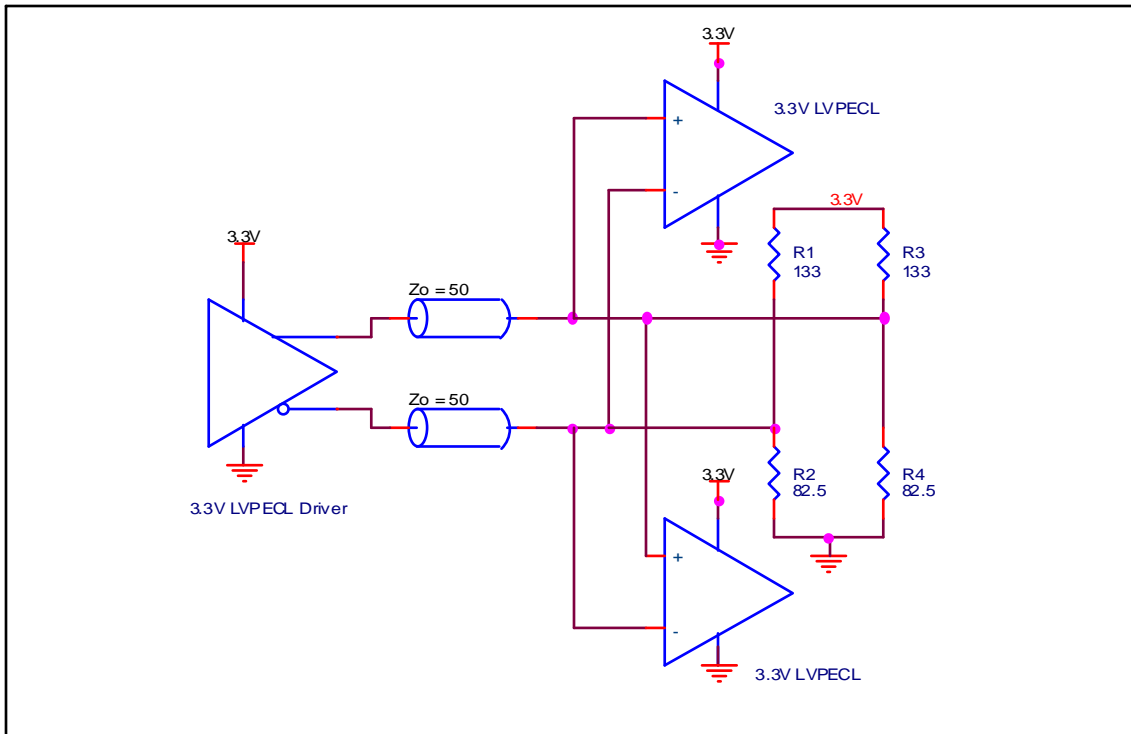 3.3V
3.3V LVPECL
+
-
3.3V
R1
133
R3
133
3.3V
Zo = 50
Zo = 50
R2
82.5
R4
82.5
3.3V
3.3V LVPECL Driver
+
-
3.3V LVPECL